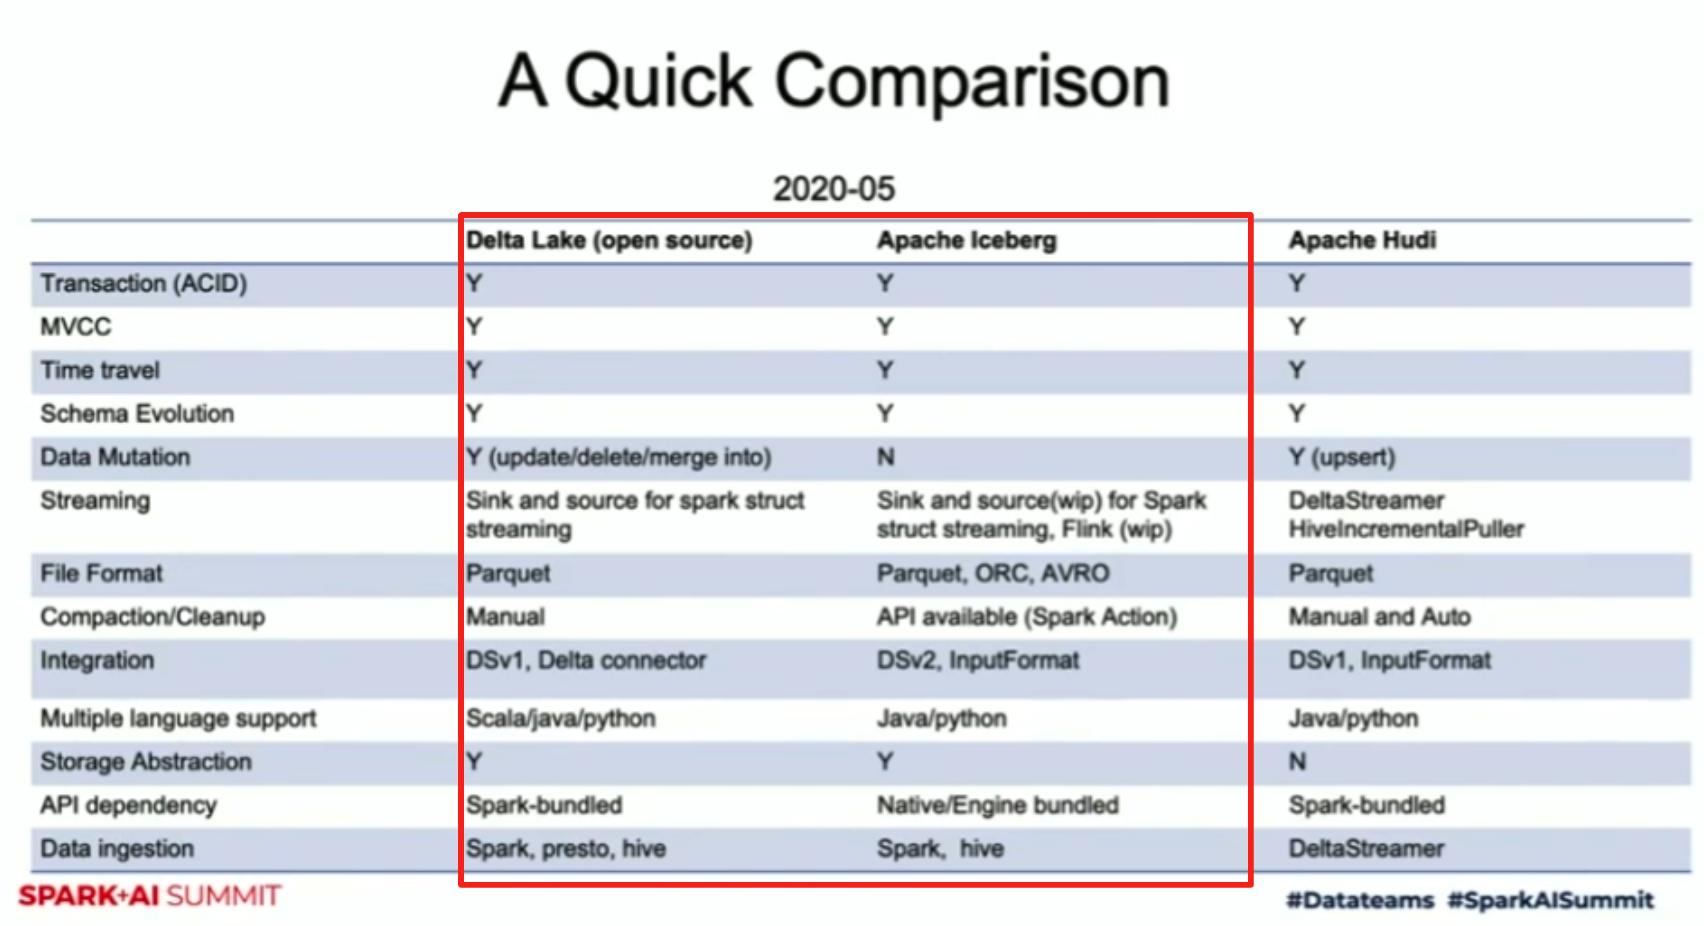 A Quick Comparison
2020-05
Delta Lake (open source) Apache Iceberg Apache Hudi
Transaction (ACID) Y Y Y
MVCC Y Y Y
Time travel Y Y Y
Schema Evolution Y Y Y
Data Mutation Y (update/delete/merge into) N Y (upsert)
Streaming Sink and source for spark struct streaming Sink and source(wip) for Spark struct streaming, Flink (wip) DeltaStreamer HiveIncrementalPuller
File Format Parquet Parquet, ORC, AVRO Parquet
Compaction/Cleanup Manual API available (Spark Action) Manual and Auto
Integration DSv1, Delta connector DSv2, InputFormat DSv1, InputFormat
Multiple language support Scala/java/python Java/python Java/python
Storage Abstraction Y Y N
API dependency Spark-bundled Native/Engine bundled Spark-bundled
Data ingestion Spark, presto, hive Spark, hive DeltaStreamer
SPARK+AI SUMMIT #Datateams #SparkAISummit